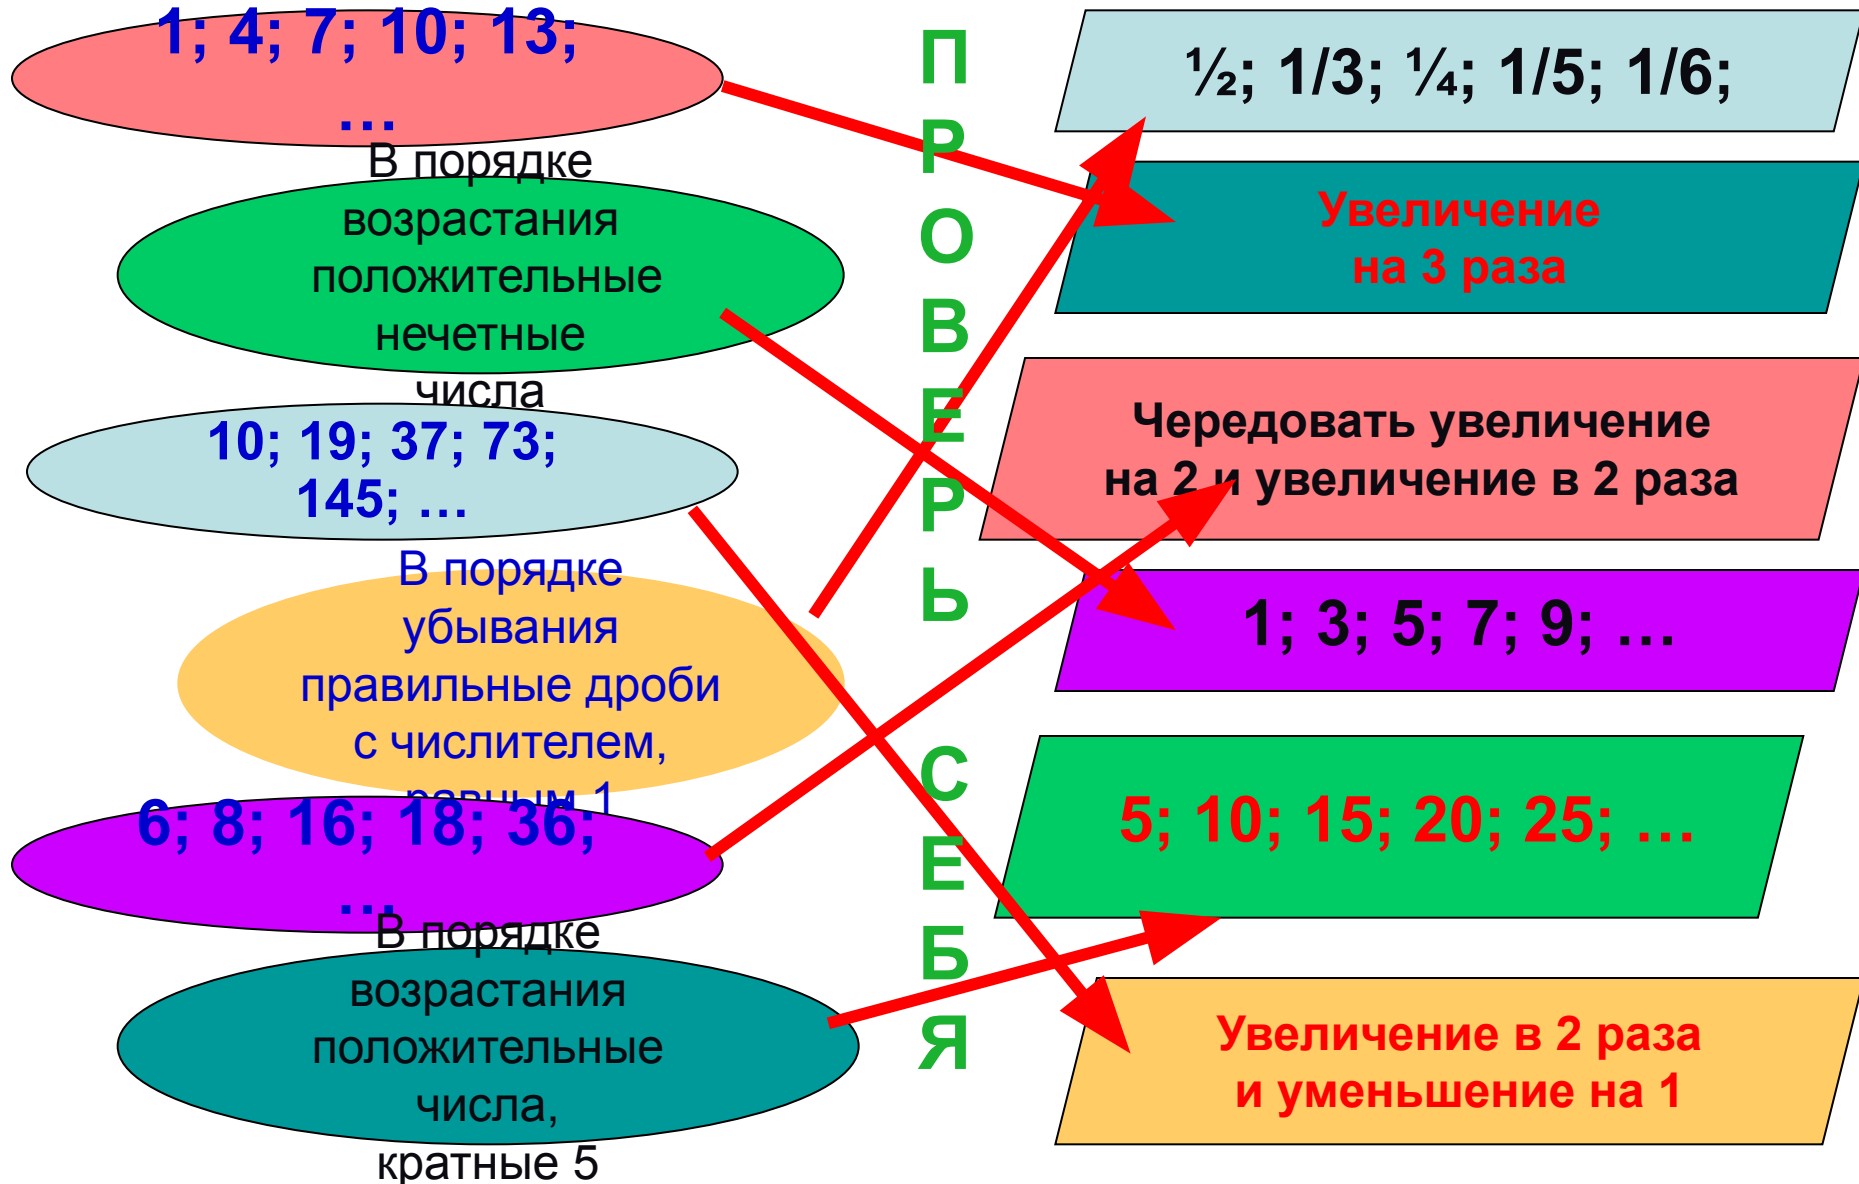 1; 4; 7; 10; 13;
…
В порядке
возрастания
положительные
нечетные
числа
10; 19; 37; 73;
145; …
В порядке
убывания
правильные дроби
с числителем,
равным 1
6; 8; 16; 18; 36;
…
В порядке
возрастания
положительные
числа,
кратные 5
П
Р
О
В
Е
Р
Ь
С
Е
Б
Я
½; 1/3; ¼; 1/5; 1/6;
Увеличение
на 3 раза
Чередовать увеличение
на 2 и увеличение в 2 раза
1; 3; 5; 7; 9; …
5; 10; 15; 20; 25; …
Увеличение в 2 раза
и уменьшение на 1